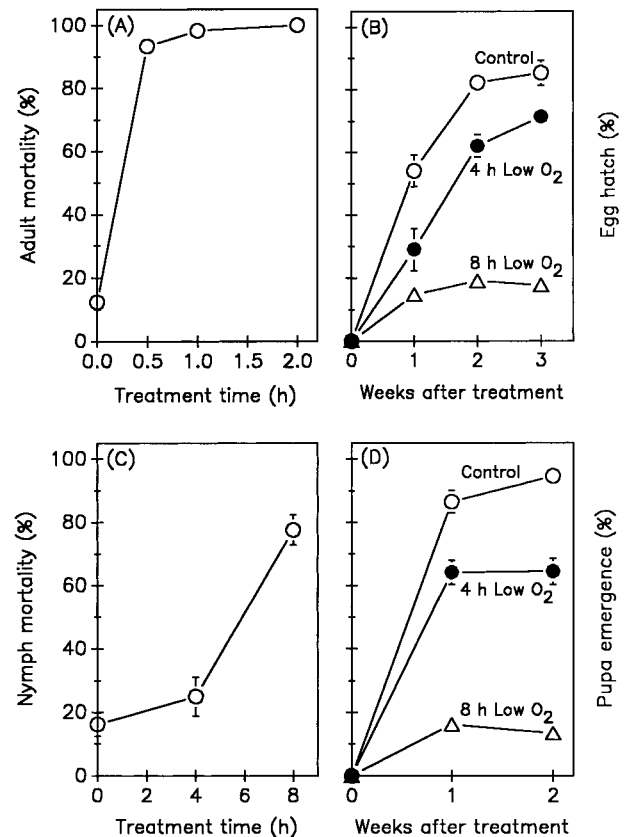 (A)
Adult mortality (%)
100
80
60
40
20
0
0.0 0.5 1.0 1.5 2.0
Treatment time (h)
(B)
Control
4 h Low O2
8 h Low O2
Egg hatch (%)
0 1 2 3
Weeks after treatment
(C)
Nymph mortality (%)
100
80
60
40
20
0
0 2 4 6 8
Treatment time (h)
(D)
Control
4 h Low O2
8 h Low O2
Pupa emergence (%)
0 1 2
Weeks after treatment